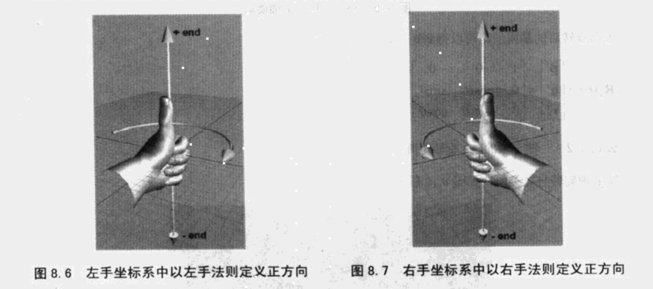 + end
- end
图 8.6 左手坐标系中以左手法则定义正方向
+ end
- end
图 8.7 右手坐标系中以右手法则定义正方向